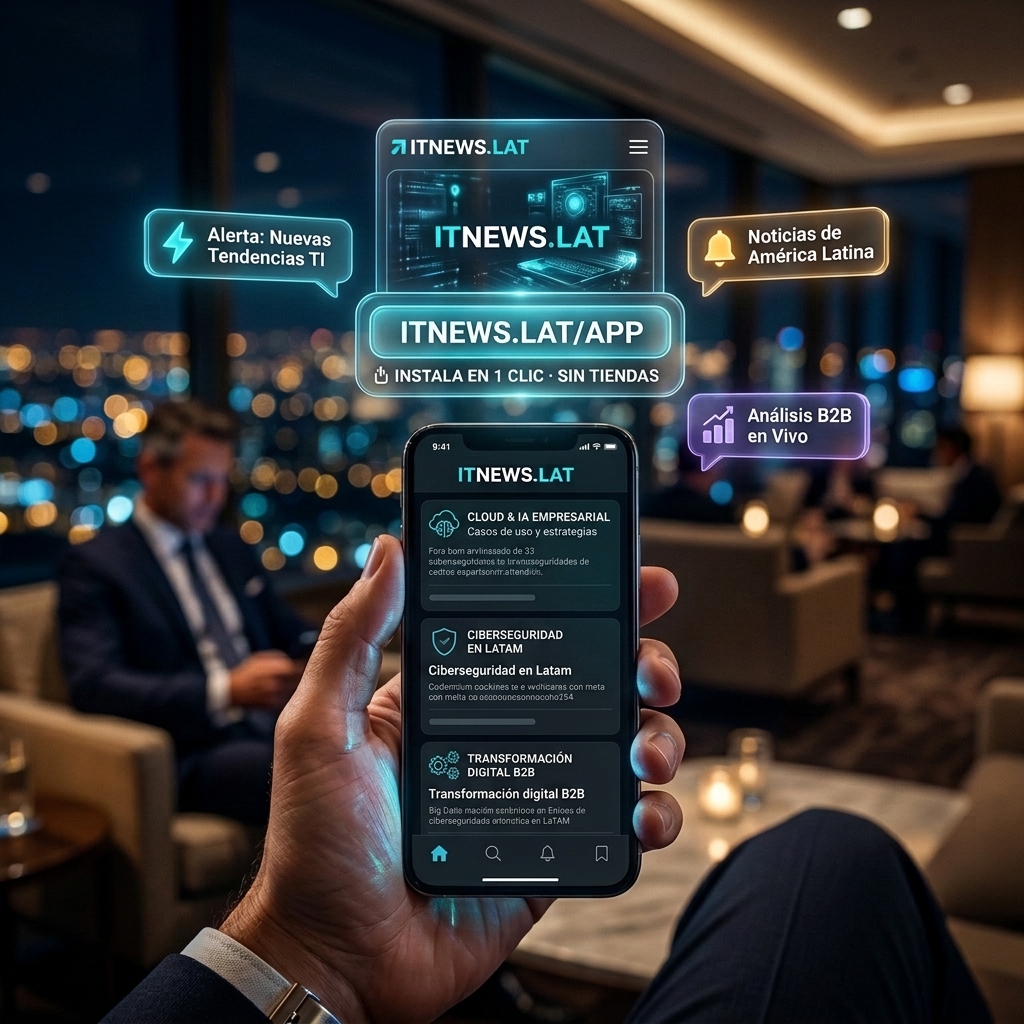 ITNEWS.LAT
ITNEWS.LAT
Alerta: Nuevas
Tendencias TI
Noticias de
América Latina
ITNEWS.LAT/APP
INSTALA EN 1 CLIC · SIN TIENDAS
Análisis B2B
en Vivo
9:41
ITNEWS.LAT
CLOUD & IA EMPRESARIAL
Casos de uso y estrategias
CIBERSEGURIDAD
EN LATAM
Ciberseguridad en Latam
TRANSFORMACIÓN
DIGITAL B2B
Transformación digital B2B